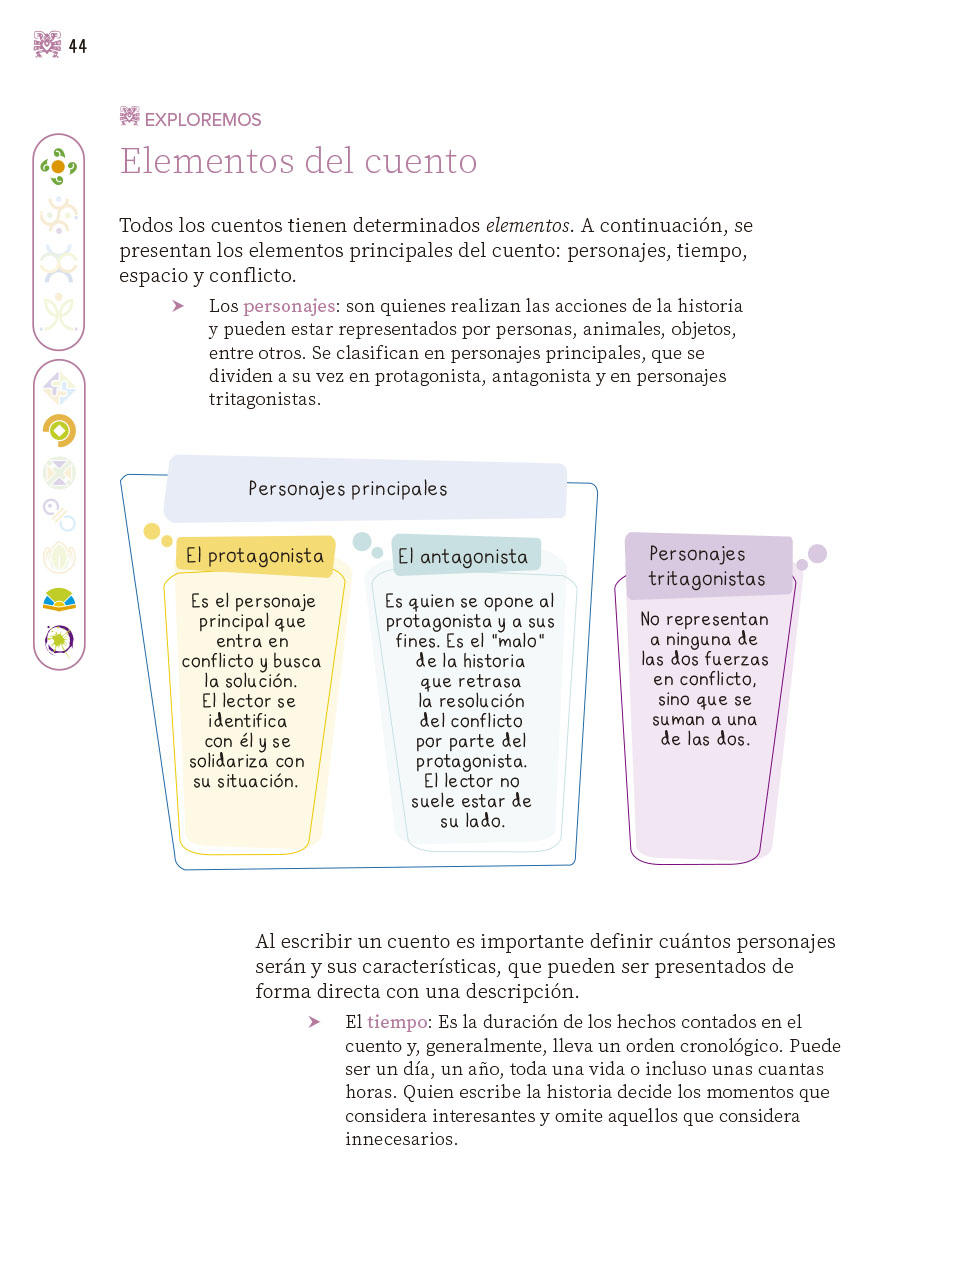 44
EXPLOREMOS
Elementos del cuento
Todos los cuentos tienen determinados elementos. A continuación, se
presentan los elementos principales del cuento: personajes, tiempo,
espacio y conflicto.
➤ Los personajes: son quienes realizan las acciones de la historia
y pueden estar representados por personas, animales, objetos,
entre otros. Se clasifican en personajes principales, que se
dividen a su vez en protagonista, antagonista y en personajes
tritagonistas.
Personajes principales
El protagonista
Es el personaje
principal que
entra en
conflicto y busca
la solución.
El lector se
identifica
con él y se
solidariza con
su situación.
El antagonista
Es quien se opone al
protagonista y a sus
fines. Es el "malo"
de la historia
que retrasa
la resolución
del conflicto
por parte del
protagonista.
El lector no
suele estar de
su lado.
Personajes
tritagonistas
No representan
a ninguna de
las dos fuerzas
en conflicto,
sino que se
suman a una
de las dos.
Al escribir un cuento es importante definir cuántos personajes
serán y sus características, que pueden ser presentados de
forma directa con una descripción.
➤ El tiempo: Es la duración de los hechos contados en el
cuento y, generalmente, lleva un orden cronológico. Puede
ser un día, un año, toda una vida o incluso unas cuantas
horas. Quien escribe la historia decide los momentos que
considera interesantes y omite aquellos que considera
innecesarios.